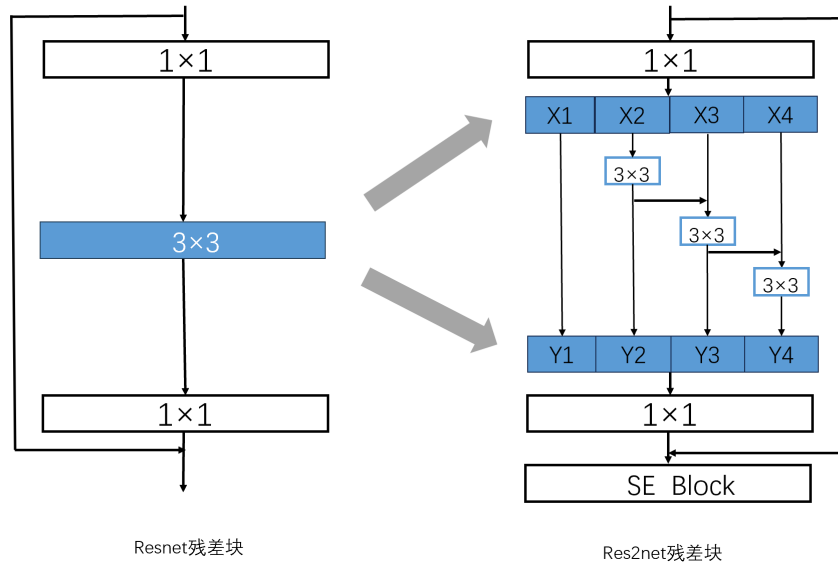 1×1
3×3
1×1
Resnet残差块
1×1
X1 X2 X3 X4
3×3
3×3
3×3
Y1 Y2 Y3 Y4
1×1
SE Block
Res2net残差块